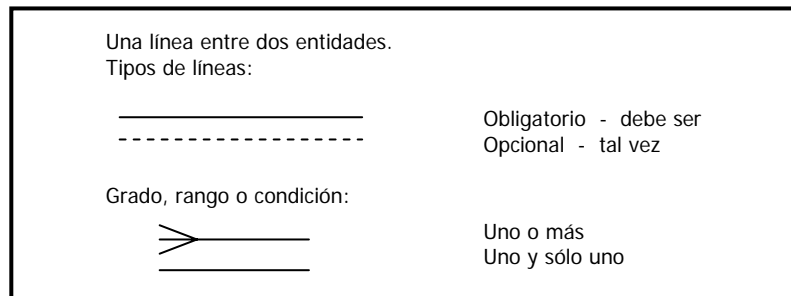 Una línea entre dos entidades.
Tipos de líneas:
Obligatorio - debe ser
Opcional - tal vez
Grado, rango o condición:
Uno o más
Uno y sólo uno